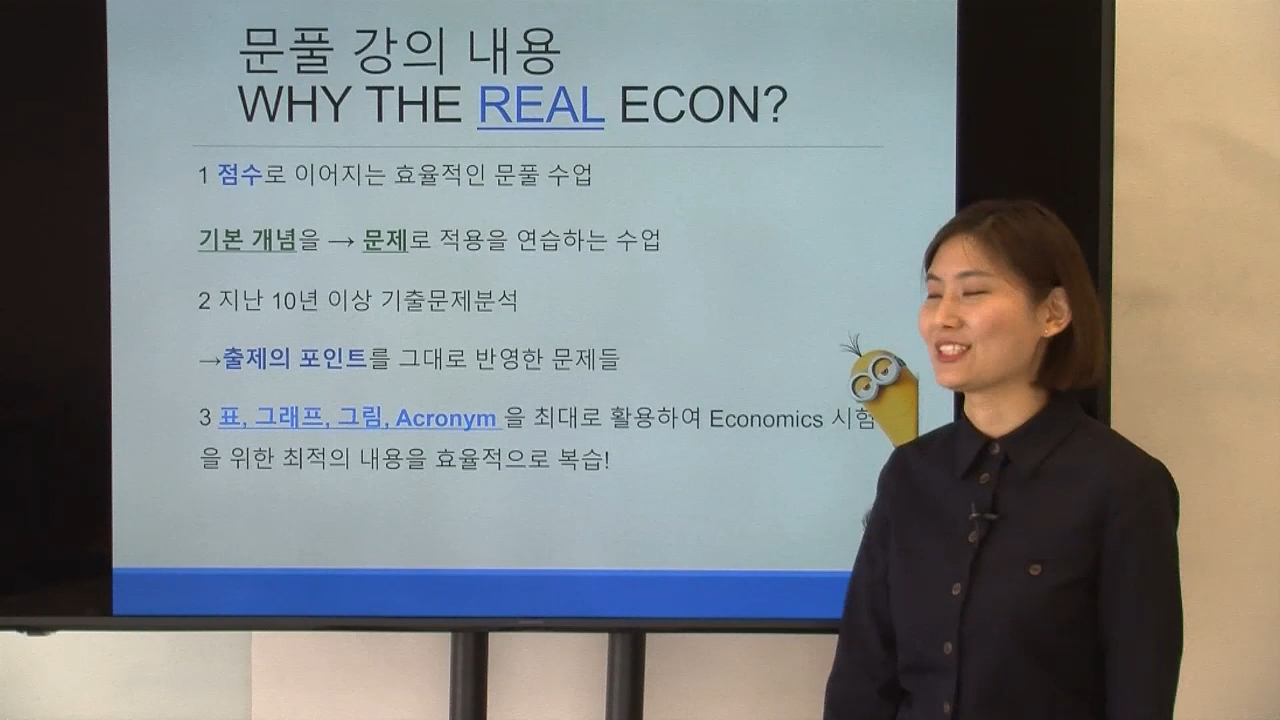 문풀 강의 내용
WHY THE REAL ECON?
1 점수로 이어지는 효율적인 문풀 수업
기본 개념을 → 문제로 적용을 연습하는 수업
2 지난 10년 이상 기출문제분석
→출제의 포인트를 그대로 반영한 문제들
3 표, 그래프, 그림, Acronym 을 최대로 활용하여 Economics 시험
을 위한 최적의 내용을 효율적으로 복습!